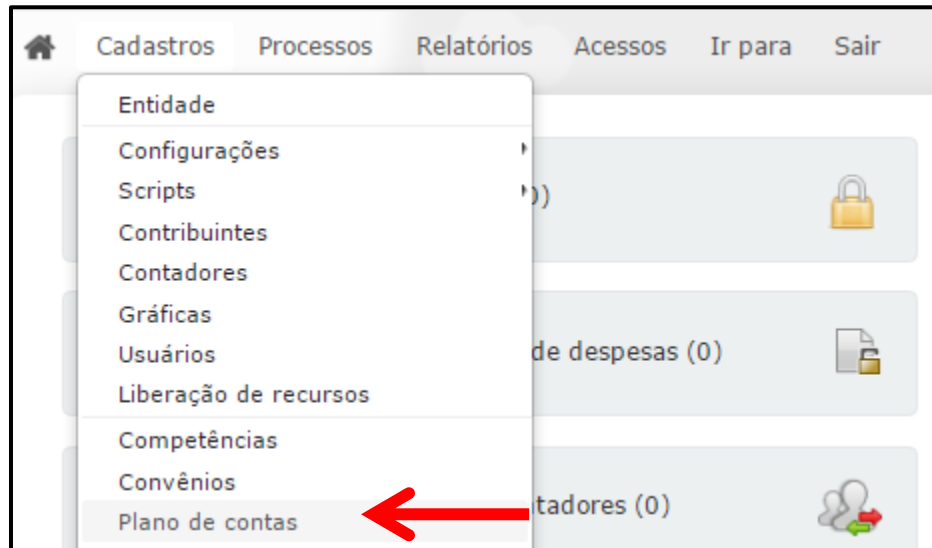 Cadastros Processos Relatórios Acessos Ir para Sair
Entidade
Configurações
Scripts
0)
Contribuintes
Contadores
Gráficas
Usuários
de despesas (0)
Liberação de recursos
Competências
Convênios
Plano de contas
tadores (0)